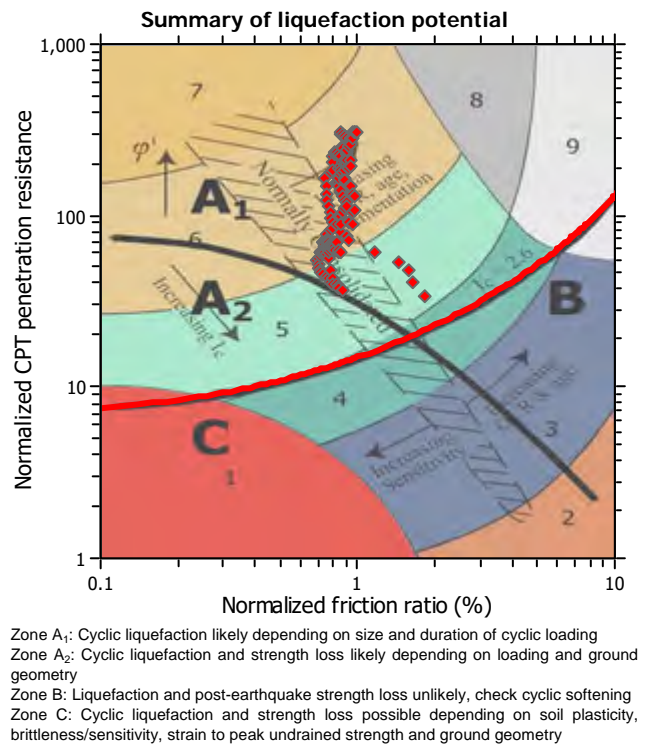 Summary of liquefaction potential
Normalized CPT penetration resistance
1,000
100
10
1
7
8
9
φ'
A1
Normally
6
A2
Increasing Ic
5
Ic
2.6
B
4
C
1
Increasing
Sensitivity
3
2
0.1
1
10
Normalized friction ratio (%)
Zone A1: Cyclic liquefaction likely depending on size and duration of cyclic loading
Zone A2: Cyclic liquefaction and strength loss likely depending on loading and ground
geometry
Zone B: Liquefaction and post-earthquake strength loss unlikely, check cyclic softening
Zone C: Cyclic liquefaction and strength loss possible depending on soil plasticity,
brittleness/sensitivity, strain to peak undrained strength and ground geometry